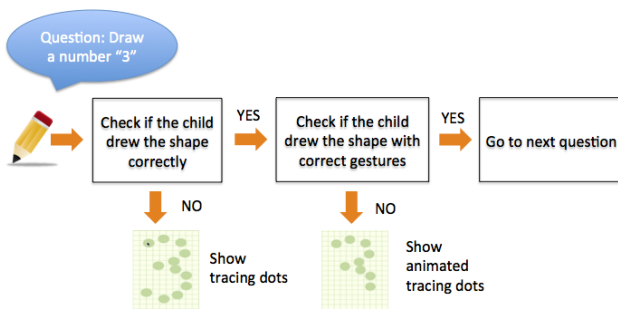 Question: Draw
a number “3”
Check if the child
drew the shape
correctly
YES
Check if the child
drew the shape with
correct gestures
YES
Go to next question
NO
Show
tracing dots
NO
Show
animated
tracing dots